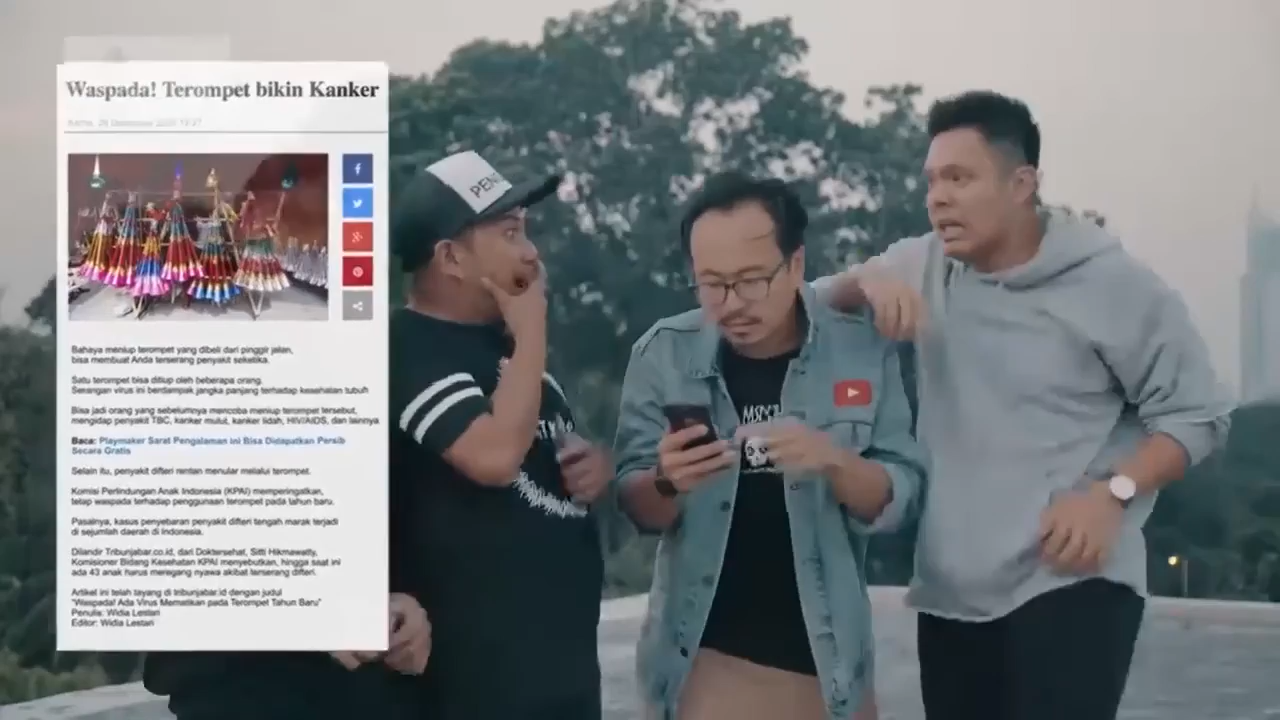 Waspada! Terompet bikin Kanker
Bahaya meniup terompet yang dibeli dari pinggir jalan,
bisa membuat Anda terserang penyakit seketika.
Satu terompet bisa ditiup oleh beberapa orang.
Serangan virus ini berdampak jangka panjang terhadap kesehatan tubuh
Bisa jadi orang yang sebelumnya mencoba meniup terompet tersebut,
mengidap penyakit TBC, kanker mulut, kanker lidah, HIV/AIDS, dan lainnya
Baca: Playmaker Sarat Pengalaman ini Bisa Didapatkan Persib
Secara Gratis
Selain itu, penyakit difteri rentan menular melalui terompet.
Komisi Perlindungan Anak Indonesia (KPAI) memperingatkan,
tetap waspada terhadap penggunaan terompet pada tahun baru.
Pasalnya, kasus penyebaran penyakit difteri tengah marak terjadi
di sejumlah daerah di Indonesia.
Dilandir Tribunjabar.co.id, dari Doktersehat, Sitti Hikmawatty,
Komisioner Bidang Kesehatan KPAI menyebutkan, hingga saat ini
ada 43 anak harus meregang nyawa akibat terserang difteri.
Artikel ini telah tayang di tribunjabar.id dengan judul
"Waspada! Ada Virus Mematikan pada Terompet Tahun Baru"
Penulis: Widia Lestari
Editor: Widia Lestari